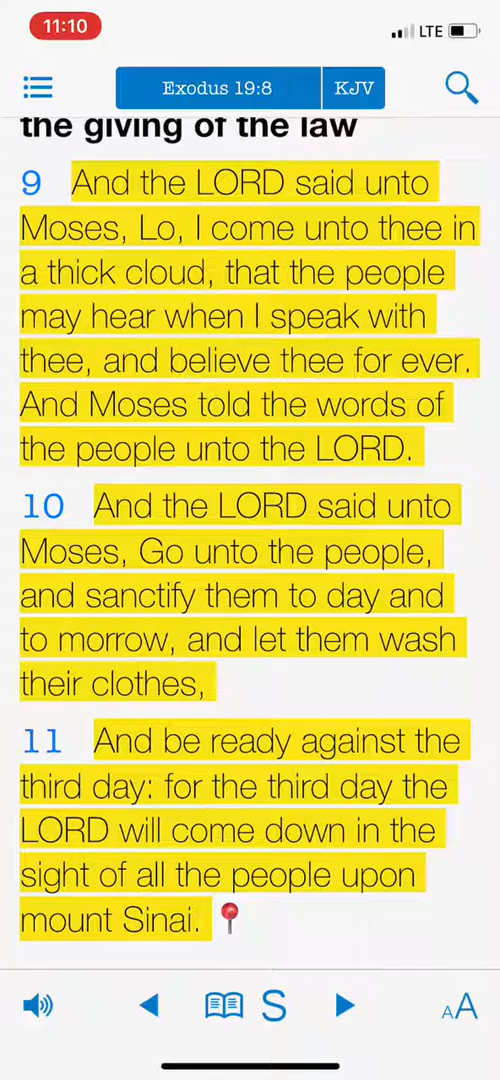 11:10 LTE
Exodus 19:8 KJV
the giving of the law
9 And the LORD said unto
Moses, Lo, I come unto thee in
a thick cloud, that the people
may hear when I speak with
thee, and believe thee for ever.
And Moses told the words of
the people unto the LORD.
10 And the LORD said unto
Moses, Go unto the people,
and sanctify them to day and
to morrow, and let them wash
their clothes,
11 And be ready against the
third day: for the third day the
LORD will come down in the
sight of all the people upon
mount Sinai.
S AA